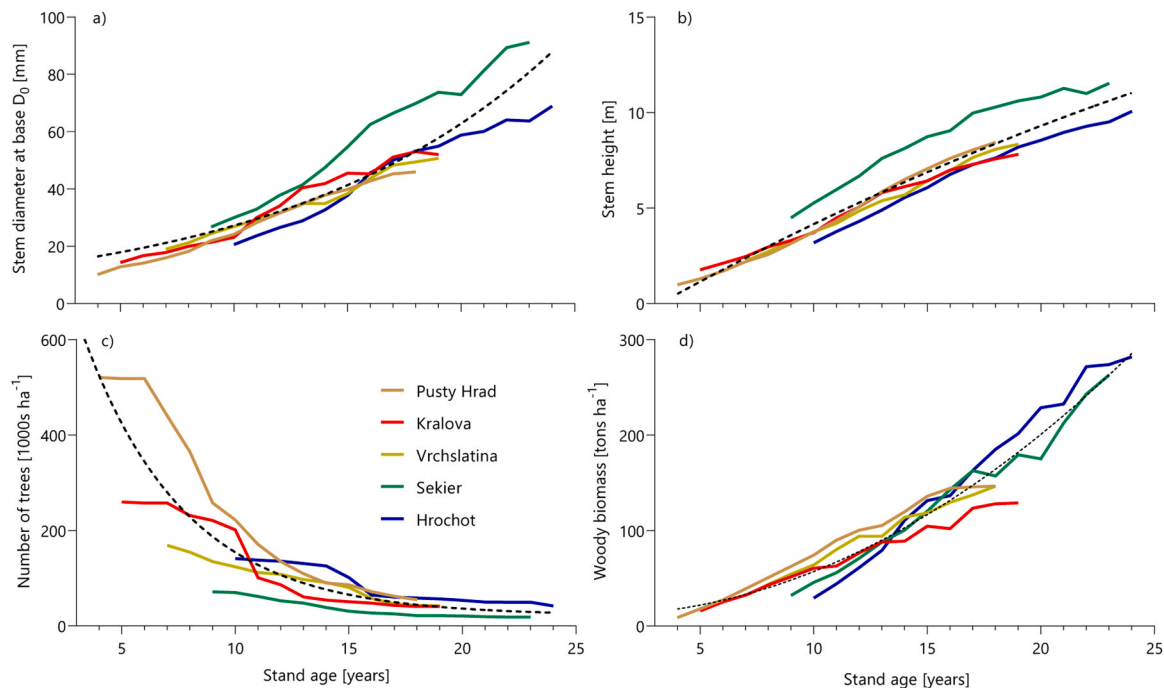 a)
Stem diameter at base D0 [mm]
100
80
60
40
20
0
b)
Stem height [m]
15
10
5
0
c)
Number of trees [1000s ha-1]
600
400
200
0
5
10
15
20
25
Stand age [years]
Pusty Hrad
Kralova
Vrchslatina
Sekier
Hrochot
d)
Woody biomass [tons ha-1]
300
200
100
0
5
10
15
20
25
Stand age [years]